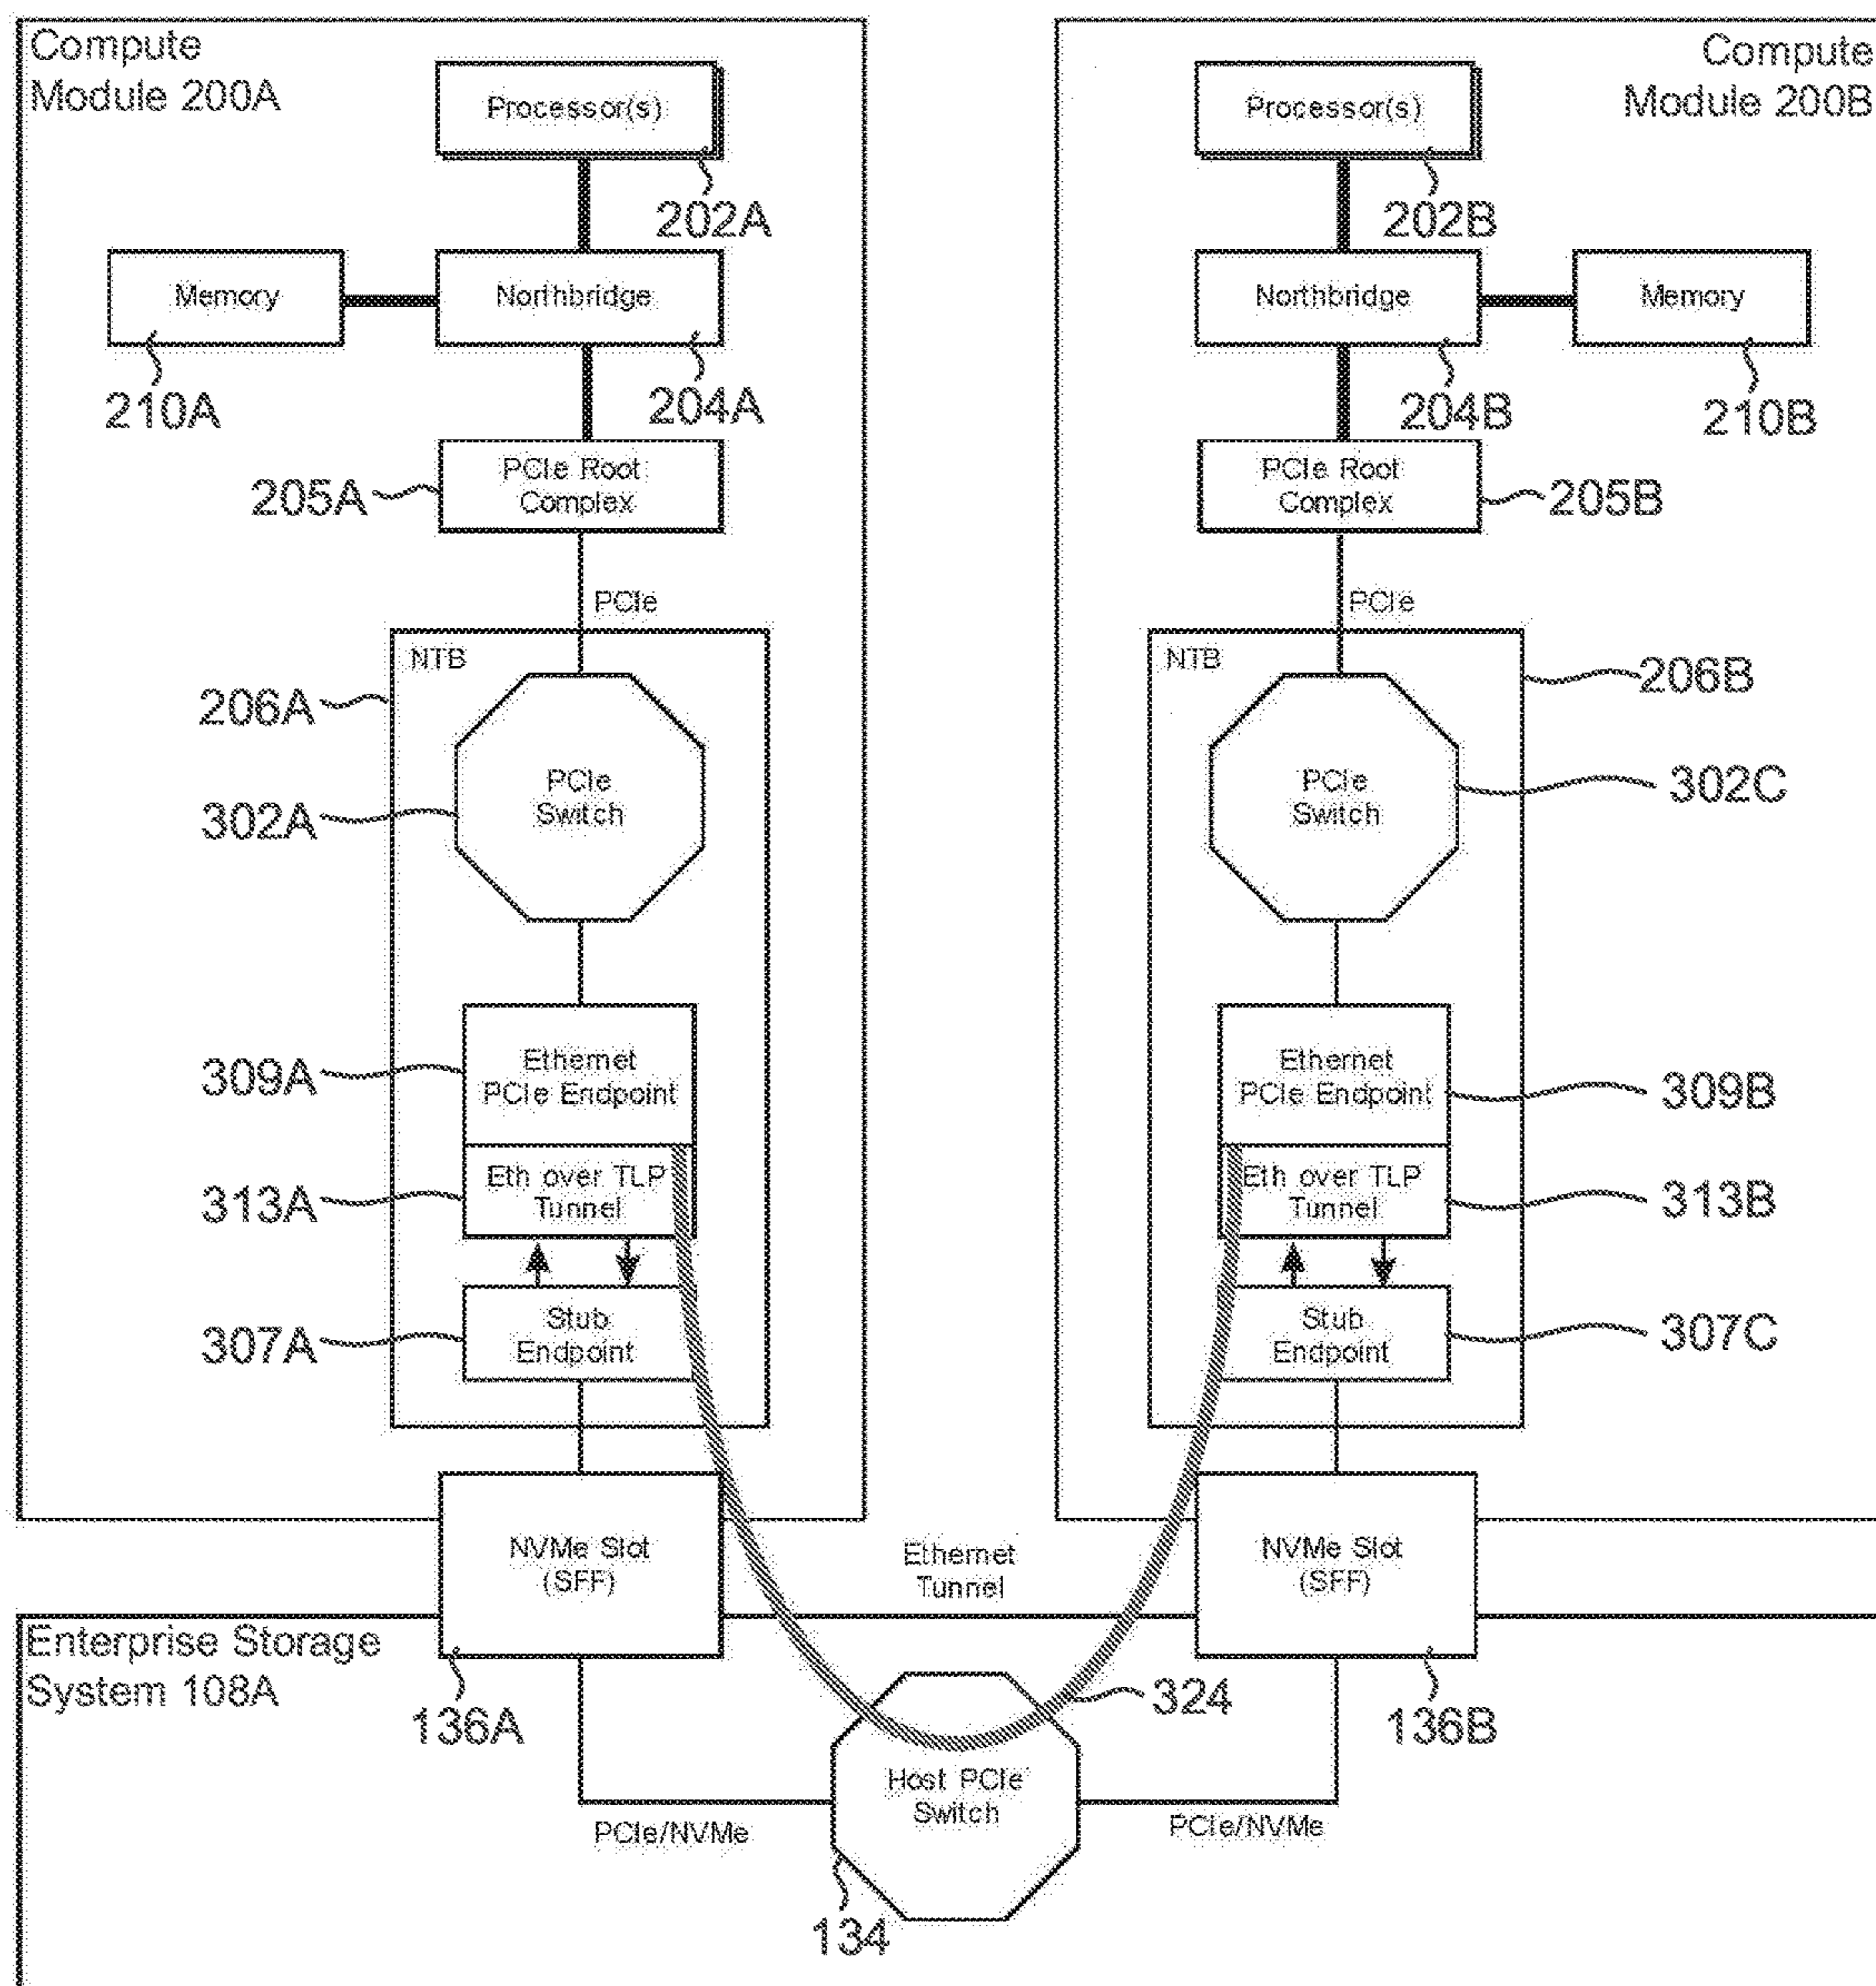 Compute
Module 200A
Processor(s)
202A
Memory
Northbridge
210A
204A
PCIe Root
Complex
205A
PCIe
NTB
206A
PCIe
Switch
302A
Ethernet
PCIe Endpoint
309A
Eth over TLP
Tunnel
313A
Stub
Endpoint
307A
NVMe Slot
(SFF)
136A
Compute
Module 200B
Processor(s)
202B
Northbridge
Memory
204B
210B
PCIe Root
Complex
205B
PCIe
NTB
206B
PCIe
Switch
302C
Ethernet
PCIe Endpoint
309B
Eth over TLP
Tunnel
313B
Stub
Endpoint
307C
NVMe Slot
(SFF)
136B
Ethernet
Tunnel
324
Enterprise Storage
System 108A
Host PCIe
Switch
134
PCIe/NVMe
PCIe/NVMe